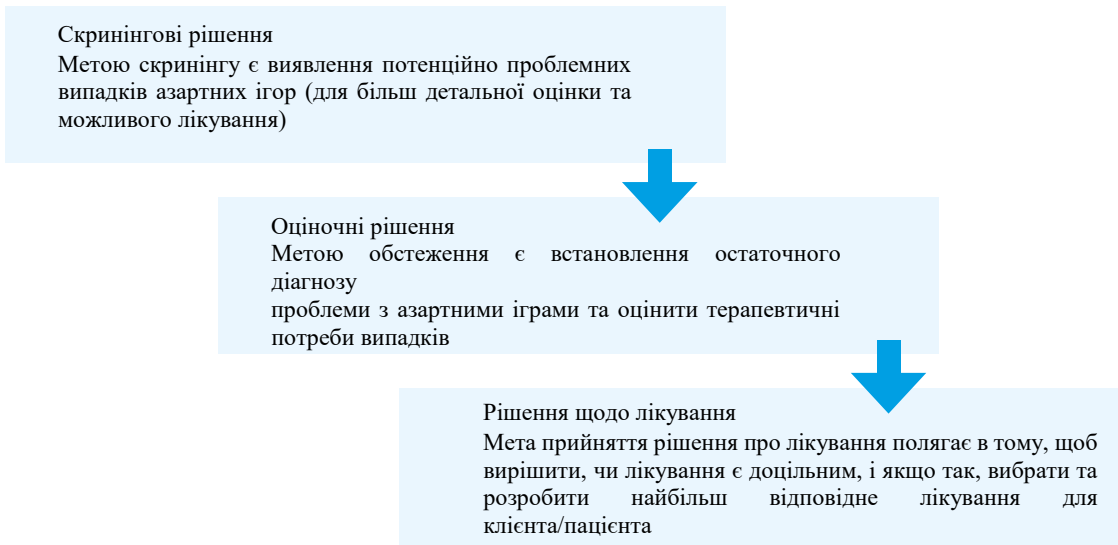 Скринінгові рішення
Метою скринінгу є виявлення потенційно проблемних
випадків азартних ігор (для більш детальної оцінки та
можливого лікування)
Оціночні рішення
Метою обстеження є встановлення остаточного
діагнозу
проблеми з азартними іграми та оцінити терапевтичні
потреби випадків
Рішення щодо лікування
Мета прийняття рішення про лікування полягає в тому, щоб
вирішити, чи лікування є доцільним, і якщо так, вибрати та
розробити найбільш відповідне лікування для
клієнта/пацієнта